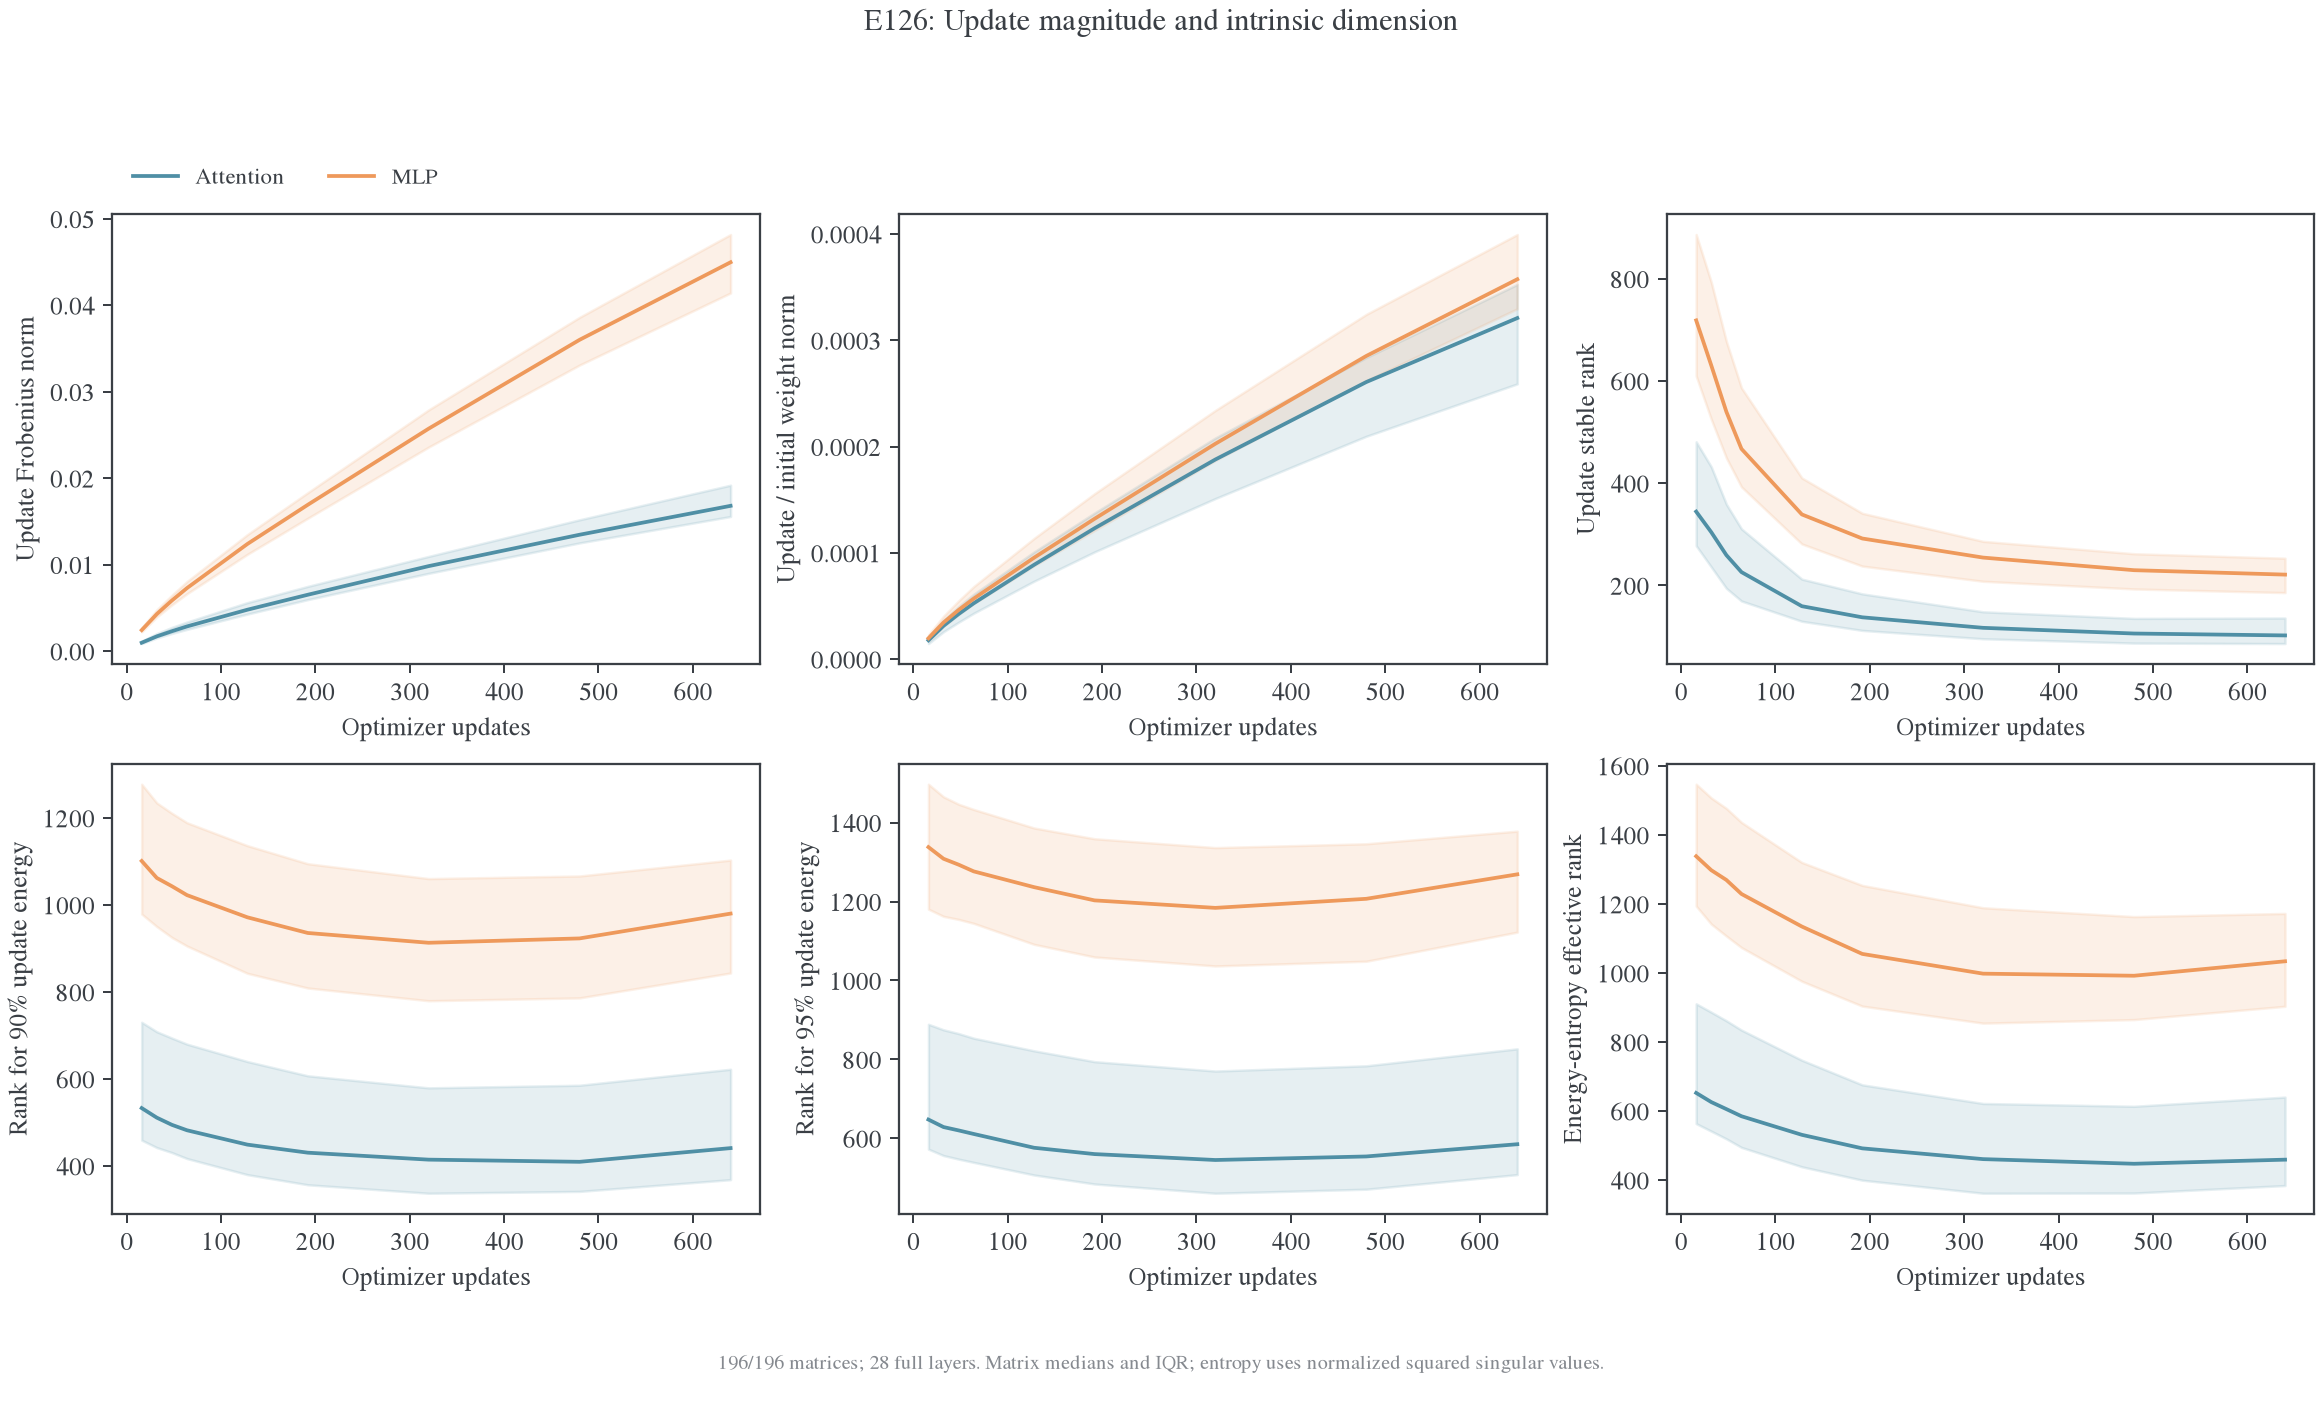 E126: Update magnitude and intrinsic dimension
Attention
MLP
Update Frobenius norm
0.05
0.04
0.03
0.02
0.01
0.00
0 100 200 300 400 500 600
Optimizer updates
Update / initial weight norm
0.0004
0.0003
0.0002
0.0001
0.0000
0 100 200 300 400 500 600
Optimizer updates
Update stable rank
800
600
400
200
0 100 200 300 400 500 600
Optimizer updates
Rank for 90% update energy
1200
1000
800
600
400
0 100 200 300 400 500 600
Optimizer updates
Rank for 95% update energy
1400
1200
1000
800
600
0 100 200 300 400 500 600
Optimizer updates
Energy-entropy effective rank
1600
1400
1200
1000
800
600
400
0 100 200 300 400 500 600
Optimizer updates
196/196 matrices; 28 full layers. Matrix medians and IQR; entropy uses normalized squared singular values.